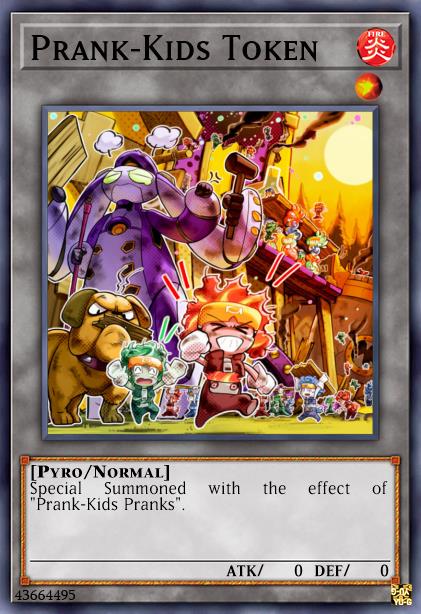 Prank-Kids Token
FIRE
炎
[Pyro/Normal]
Special Summoned with the effect of
"Prank-Kids Pranks".
ATK/ 0 DEF/ 0
43664495